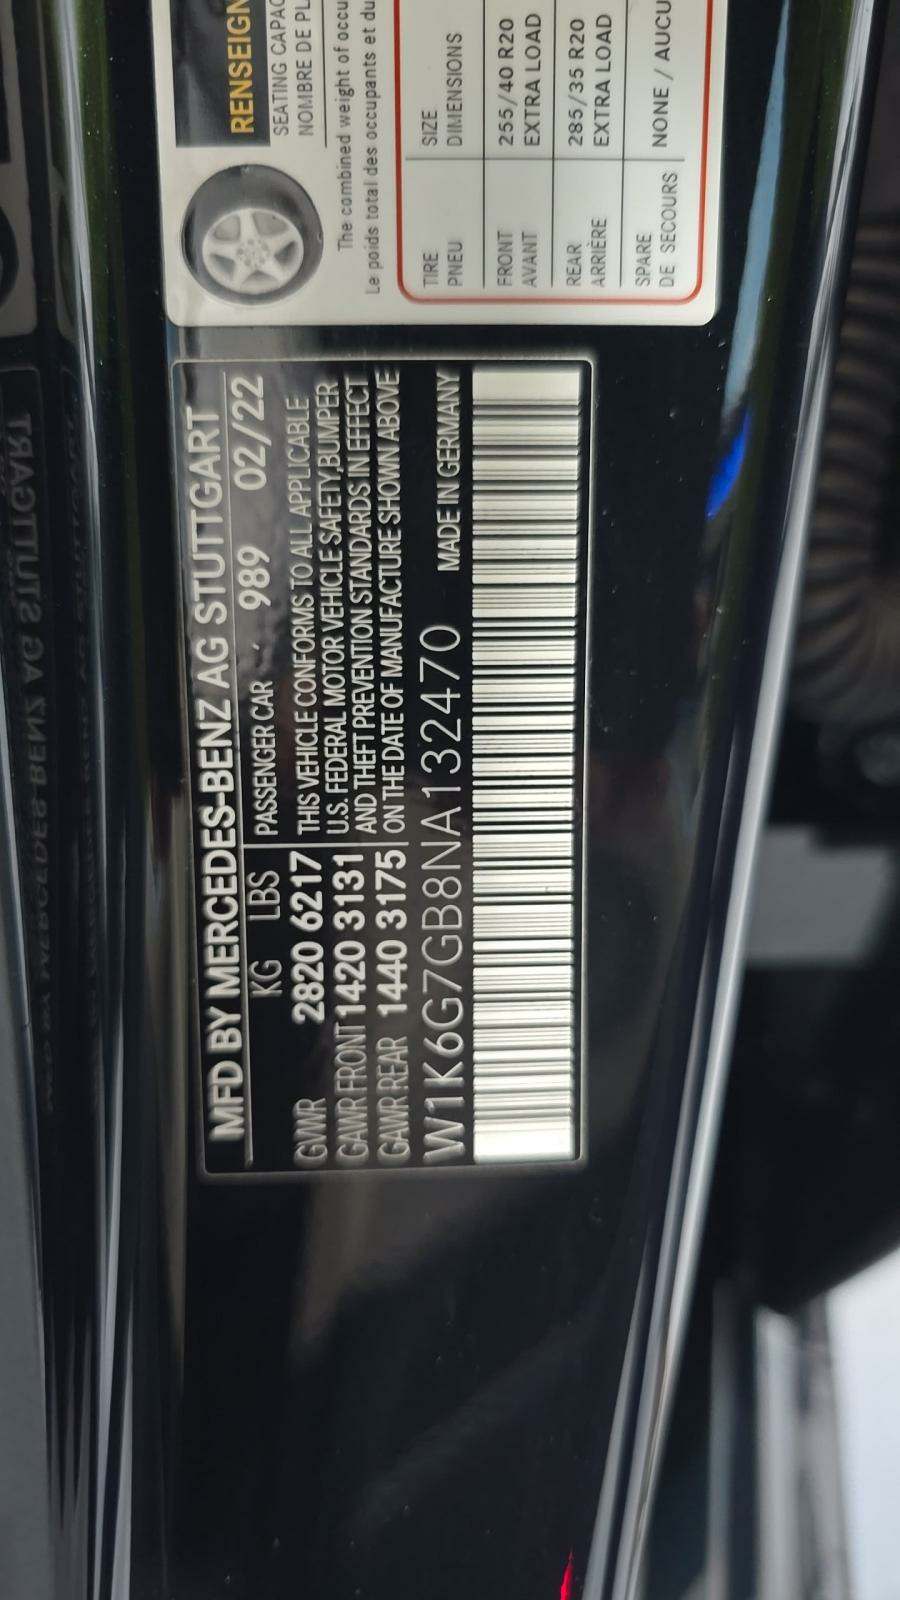 RENSEIGN
SEATING CAPAC
NOMBRE DE PL
The combined weight of occu
Le poids total des occupants et du
TIRE SIZE
PNEU DIMENSIONS
FRONT 255/40 R20
AVANT EXTRA LOAD
REAR 285/35 R20
ARRIÈRE EXTRA LOAD
SPARE
DE SECOURS NONE / AUCU
MFD BY MERCEDES-BENZ AG STUTTGART
KG LBS PASSENGER CAR 989 02/22
GVWR 2820 6217 THIS VEHICLE CONFORMS TO ALL APPLICABLE
U.S. FEDERAL MOTOR VEHICLE SAFETY,BUMPER
GAWR FRONT 1420 3131 AND THEFT PREVENTION STANDARDS IN EFFECT
GAWR REAR 1440 3175 ON THE DATE OF MANUFACTURE SHOWN ABOVE
W1K6G7GB8NA132470 MADE IN GERMANY